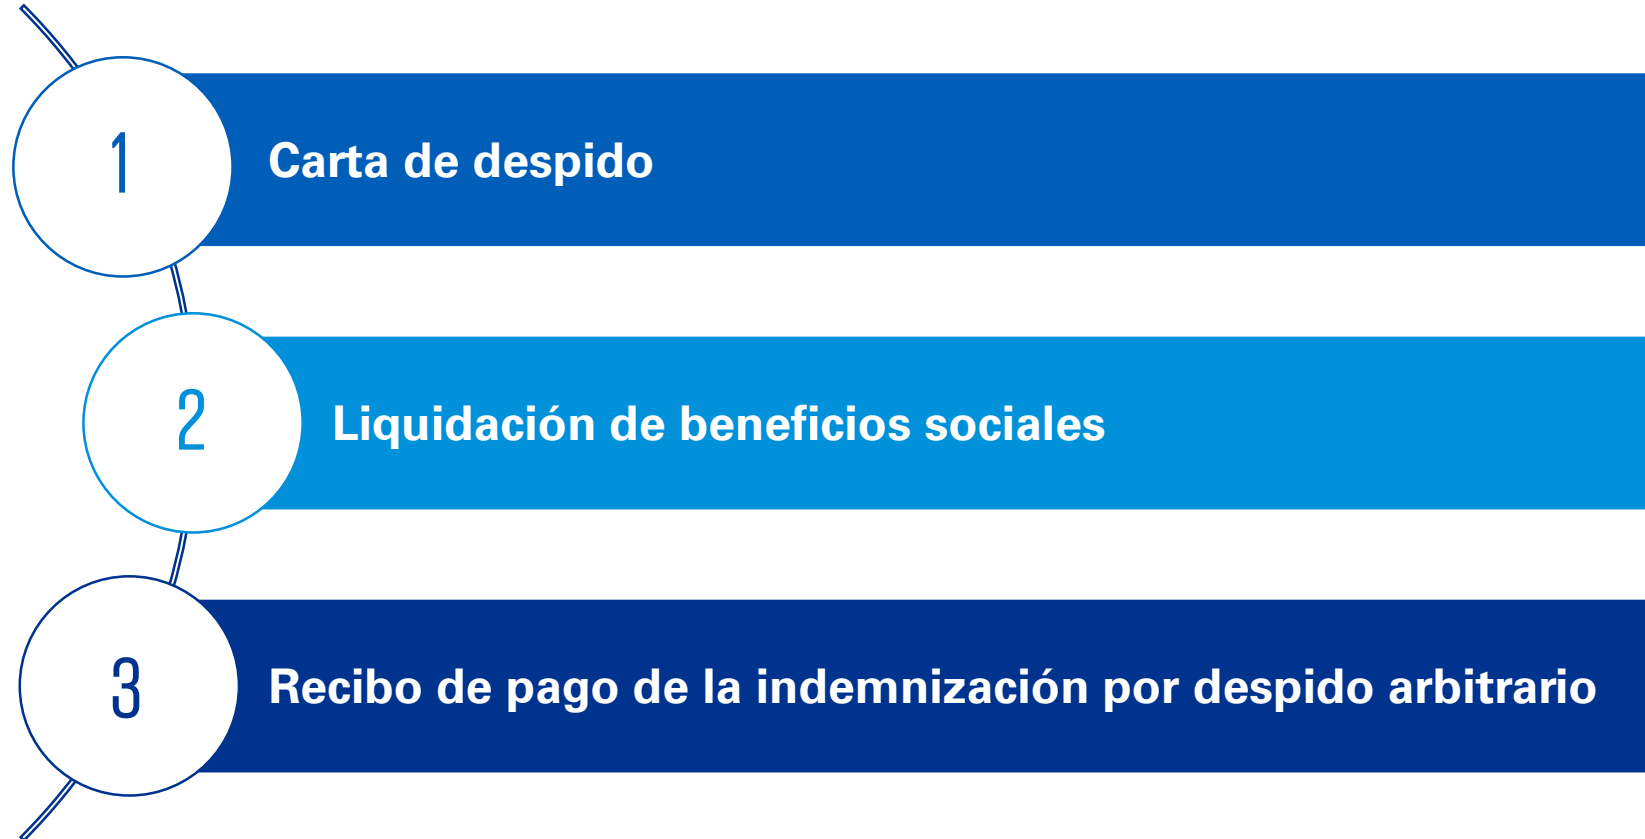 1
Carta de despido
2
Liquidación de beneficios sociales
3
Recibo de pago de la indemnización por despido arbitrario